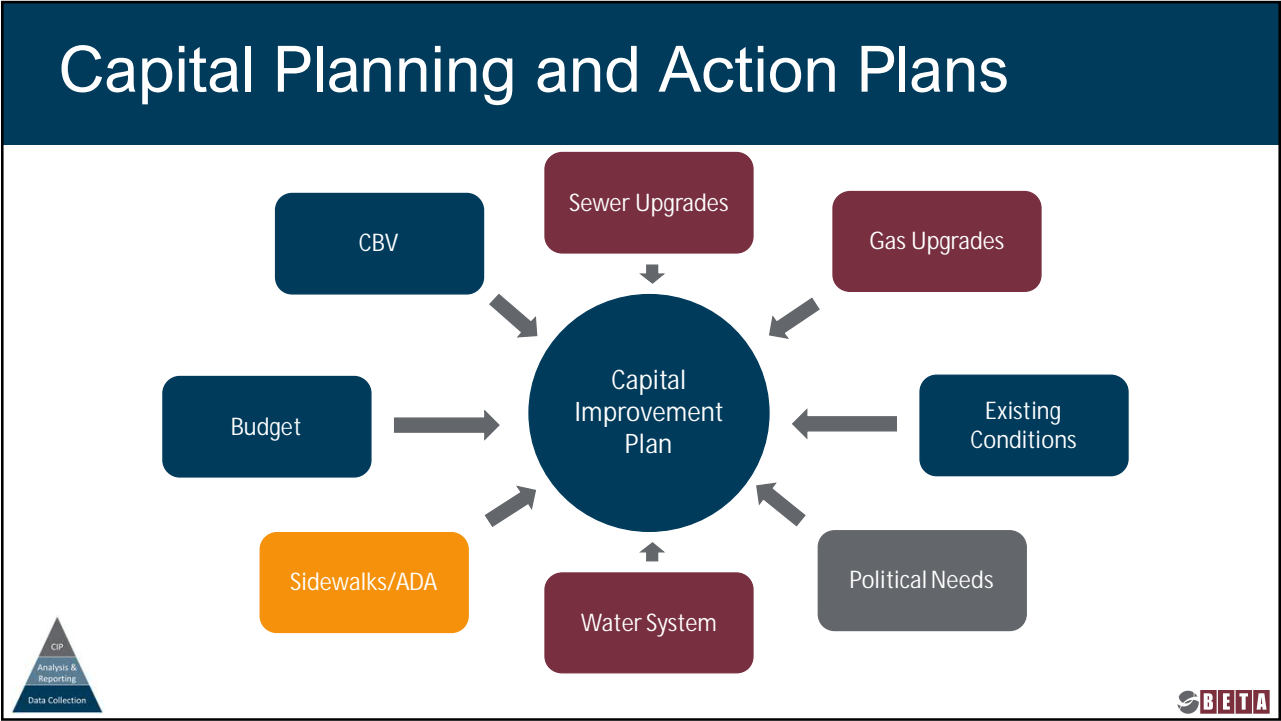 Capital Planning and Action Plans
Sewer Upgrades
CBV
Gas Upgrades
Capital
Improvement
Plan
Budget
Existing
Conditions
Sidewalks/ADA
Political Needs
Water System
CIP
Analysis &
Reporting
Data Collection
BETA